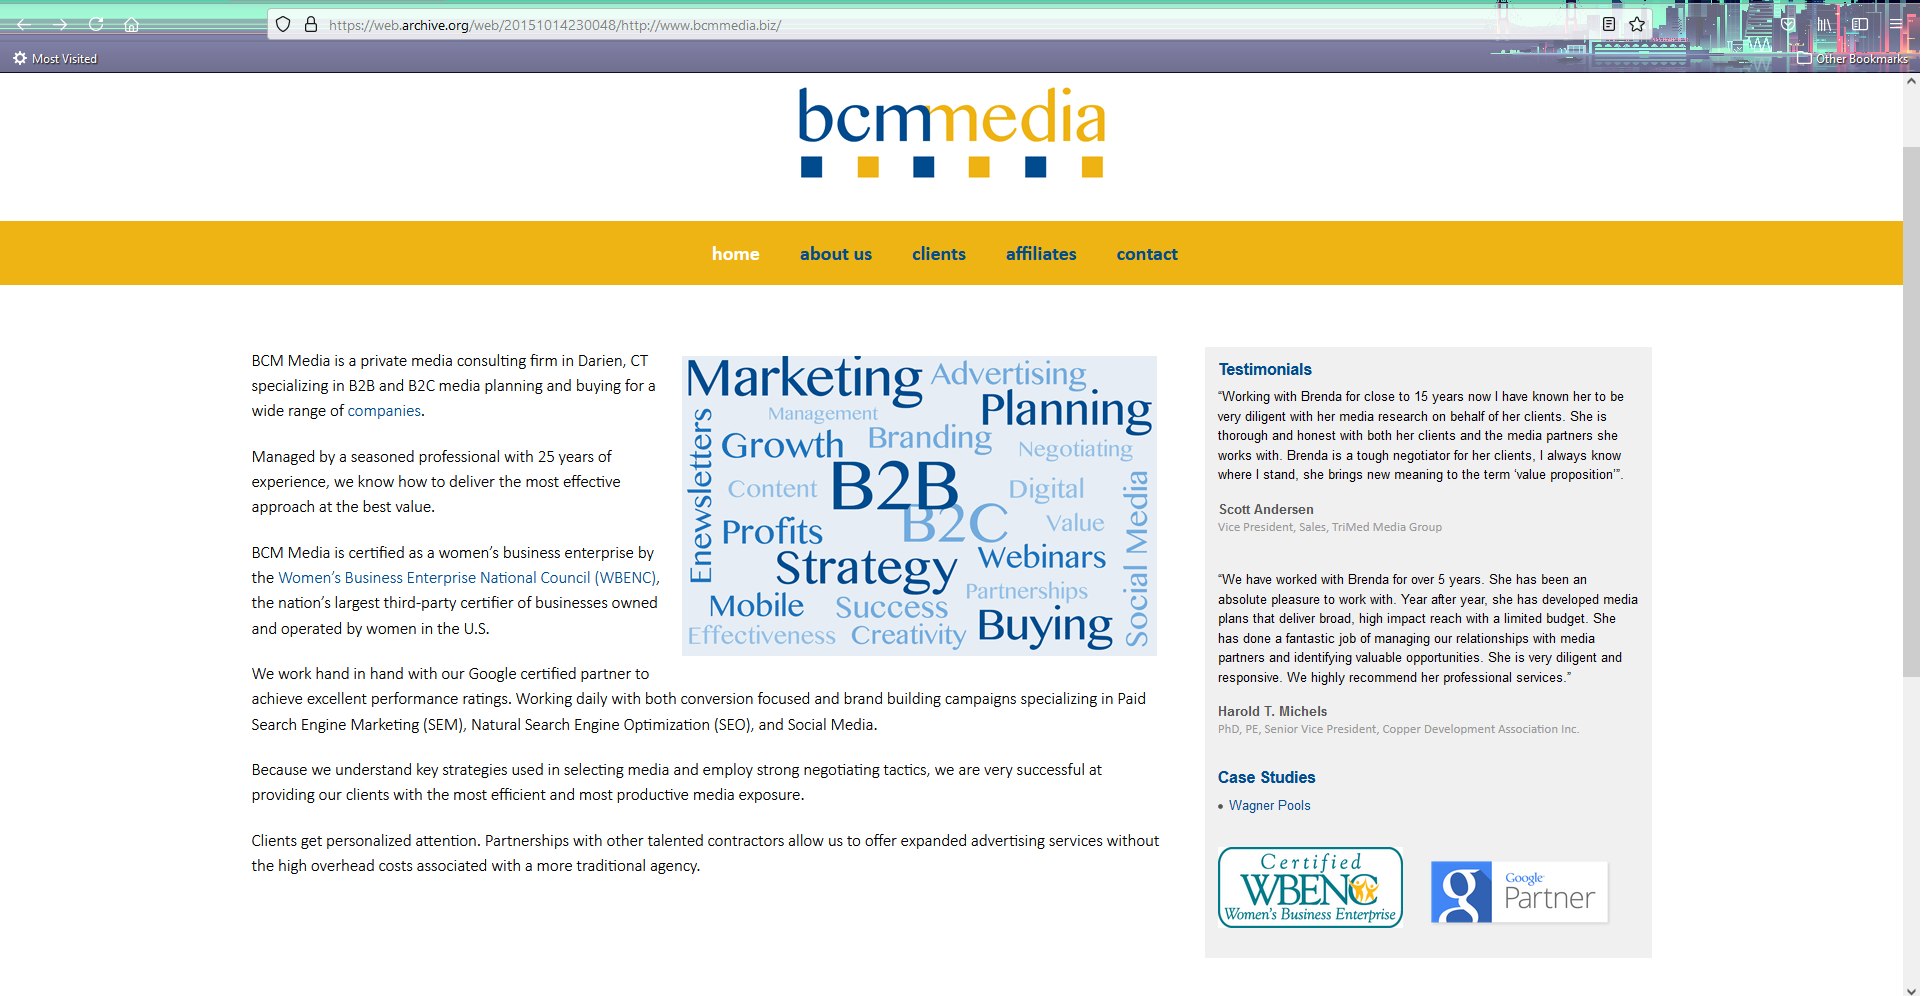 https://web.archive.org/web/20151014230048/http://www.bcmmedia.biz/
Most Visited
Other Bookmarks
bcmmedia
home about us clients affiliates contact
BCM Media is a private media consulting firm in Darien, CT
specializing in B2B and B2C media planning and buying for a
wide range of companies.
Managed by a seasoned professional with 25 years of
experience, we know how to deliver the most effective
approach at the best value.
BCM Media is certified as a women’s business enterprise by
the Women’s Business Enterprise National Council (WBENC),
the nation’s largest third-party certifier of businesses owned
and operated by women in the U.S.
We work hand in hand with our Google certified partner to
achieve excellent performance ratings. Working daily with both conversion focused and brand building campaigns specializing in Paid
Search Engine Marketing (SEM), Natural Search Engine Optimization (SEO), and Social Media.
Because we understand key strategies used in selecting media and employ strong negotiating tactics, we are very successful at
providing our clients with the most efficient and most productive media exposure.
Clients get personalized attention. Partnerships with other talented contractors allow us to offer expanded advertising services without
the high overhead costs associated with a more traditional agency.
Marketing Advertising
Management Planning
Enewsletters
Growth Branding Negotiating
Content B2B Digital
Profits B2C Value
Social Media
Strategy Webinars
Partnerships
Mobile Success
Effectiveness Creativity Buying
Testimonials
“Working with Brenda for close to 15 years now I have known her to be
very diligent with her media research on behalf of her clients. She is
thorough and honest with both her clients and the media partners she
works with. Brenda is a tough negotiator for her clients, I always know
where I stand, she brings new meaning to the term ‘value proposition’”.
Scott Andersen
Vice President, Sales, TriMed Media Group
“We have worked with Brenda for over 5 years. She has been an
absolute pleasure to work with. Year after year, she has developed media
plans that deliver broad, high impact reach with a limited budget. She
has done a fantastic job of managing our relationships with media
partners and identifying valuable opportunities. She is very diligent and
responsive. We highly recommend her professional services.”
Harold T. Michels
PhD, PE, Senior Vice President, Copper Development Association Inc.
Case Studies
• Wagner Pools
Certified
WBENC
Women's Business Enterprise
g
Google
Partner